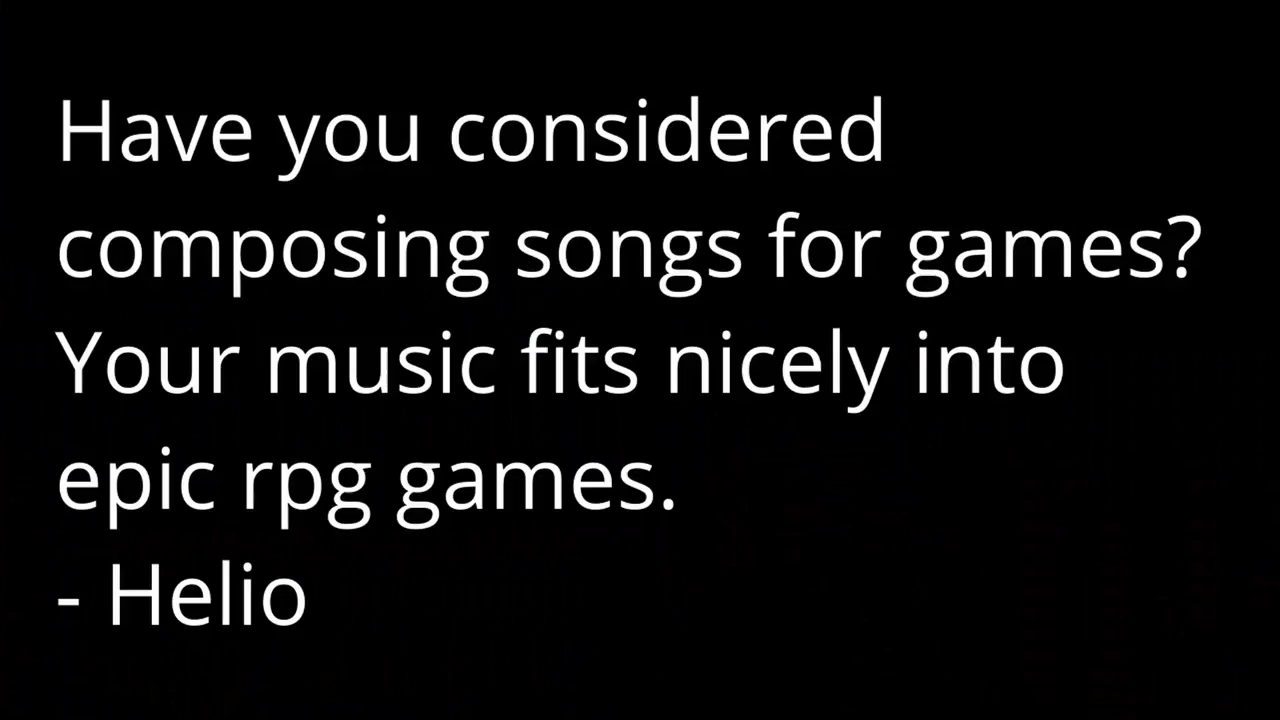 Have you considered
composing songs for games?
Your music fits nicely into
epic rpg games.
- Helio